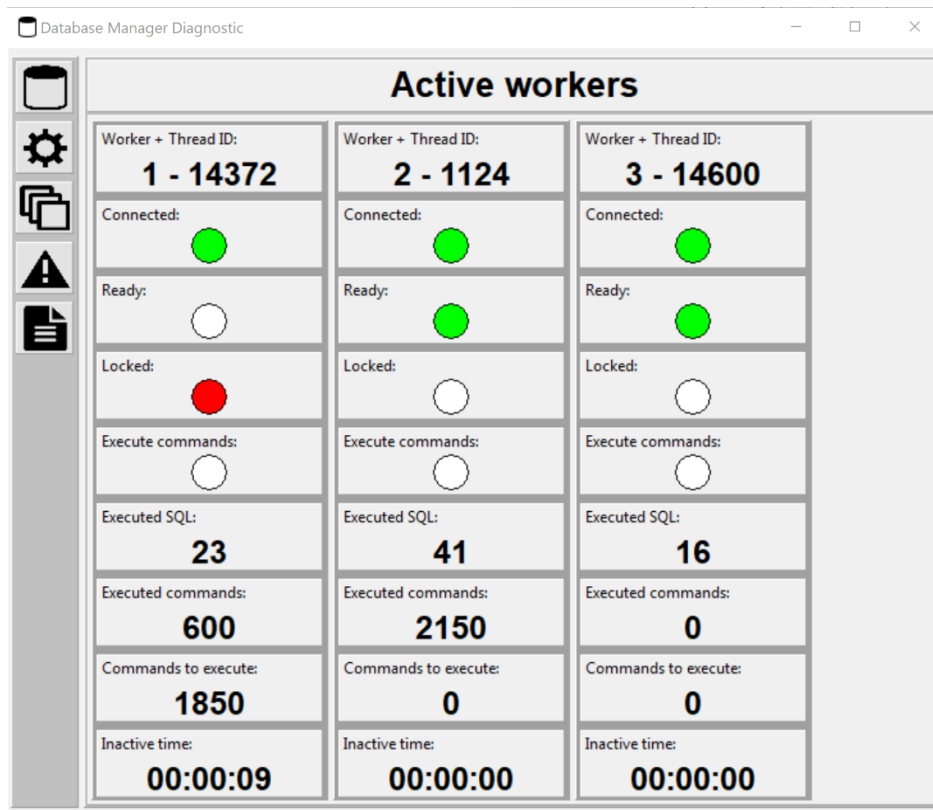 Database Manager Diagnostic
Active workers
Worker + Thread ID:
1 - 14372
Connected:
Ready:
Locked:
Execute commands:
Executed SQL:
23
Executed commands:
600
Commands to execute:
1850
Inactive time:
00:00:09
Worker + Thread ID:
2 - 1124
Connected:
Ready:
Locked:
Execute commands:
Executed SQL:
41
Executed commands:
2150
Commands to execute:
0
Inactive time:
00:00:00
Worker + Thread ID:
3 - 14600
Connected:
Ready:
Locked:
Execute commands:
Executed SQL:
16
Executed commands:
0
Commands to execute:
0
Inactive time:
00:00:00